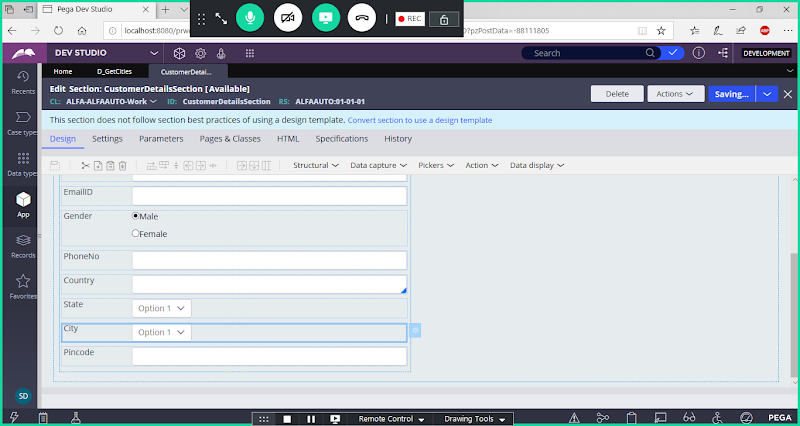 Pega Dev Studio
REC
localhost:8080/prw
0?pzPostData=-88111805
ABP
DEV STUDIO
Search
DEVELOPMENT
Recents
Home
D_GetCities
CustomerDetai...
Edit Section: CustomerDetailsSection [Available]
CL: ALFA-ALFAAUTO-Work
ID: CustomerDetailsSection
RS: ALFAAUTO:01-01-01
Delete
Actions
Saving...
This section does not follow section best practices of using a design template. Convert section to use a design template
Case types
Design
Settings
Parameters
Pages & Classes
HTML
Specifications
History
Data types
Structural
Data capture
Pickers
Action
Data display
App
EmailID
Gender
Male
Female
Records
PhoneNo
Country
Favorites
State
Option 1
City
Option 1
Pincode
SD
Remote Control
Drawing Tools
PEGA